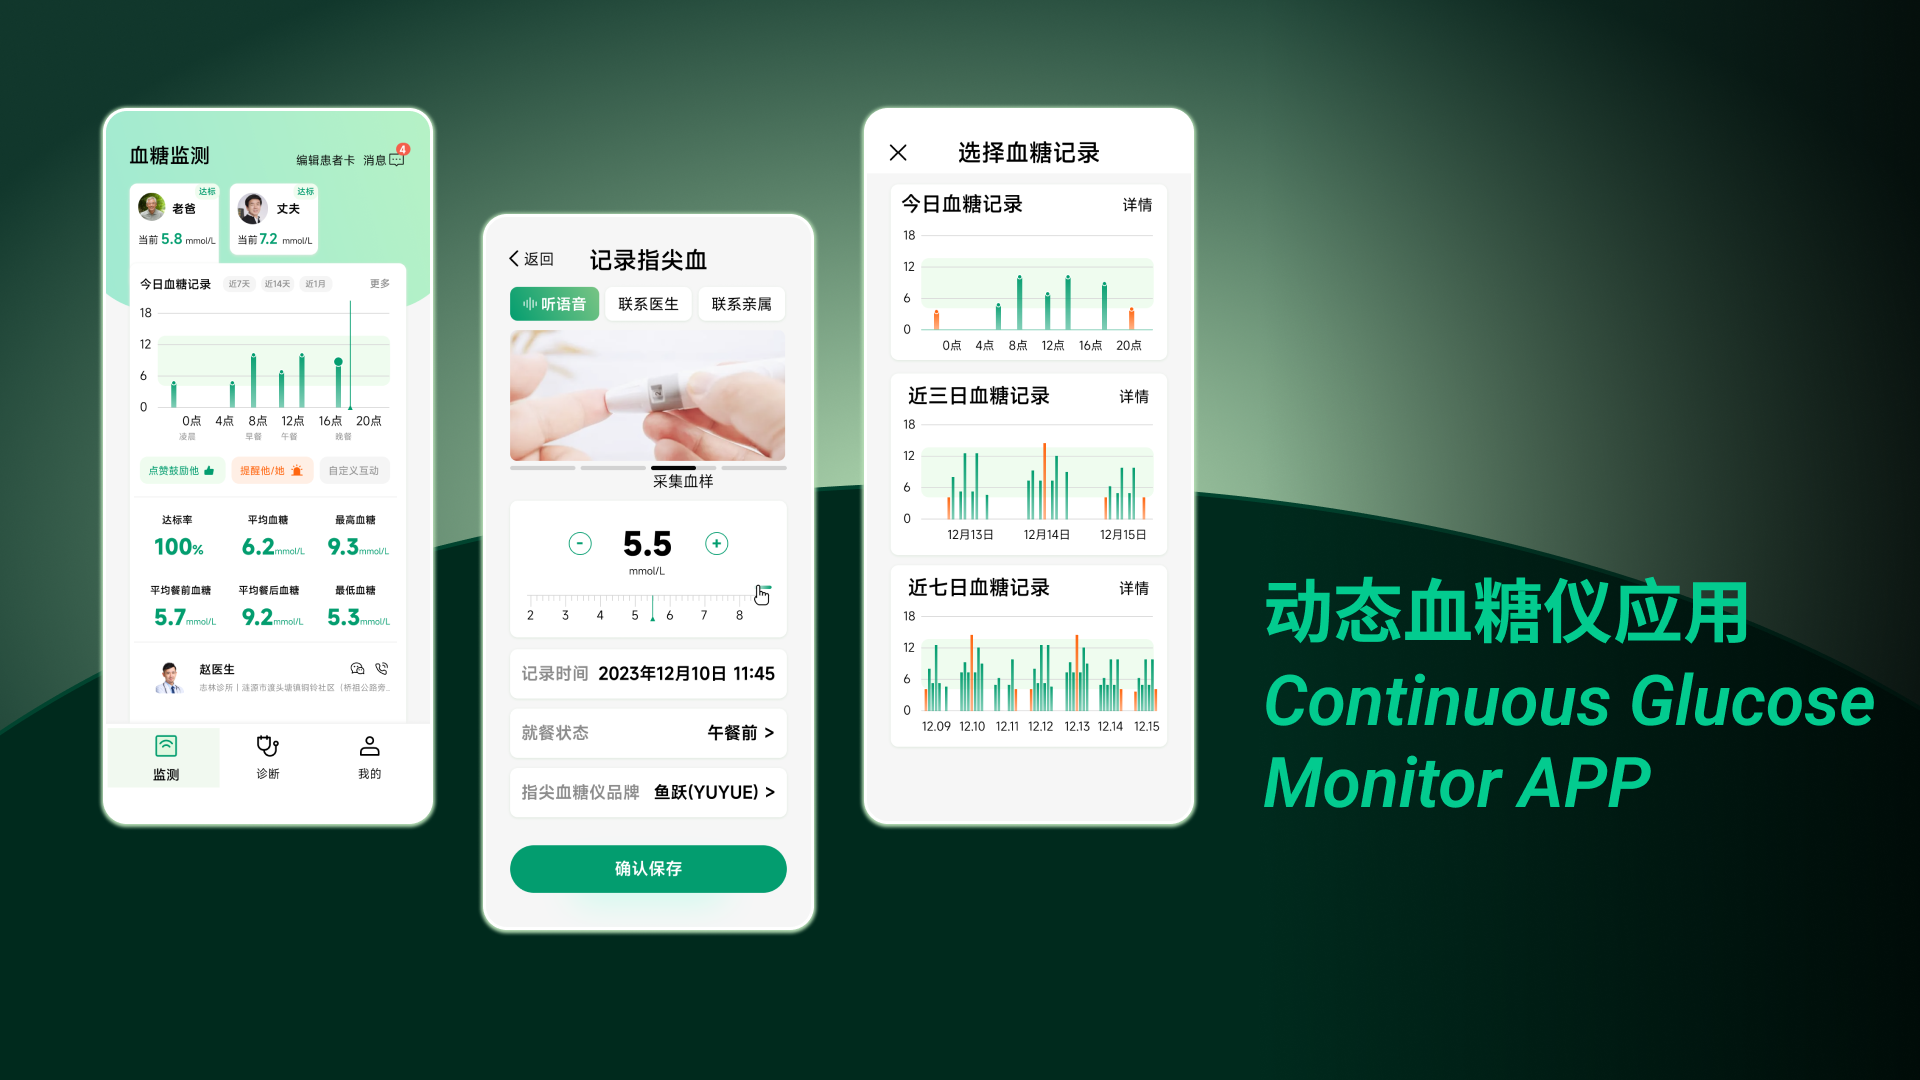 血糖监测
编辑患者卡 消息 4
达标
老爸
当前 5.8 mmol/L
达标
丈夫
当前 7.2 mmol/L
今日血糖记录 近7天 近14天 近1月 更多
18
12
6
0
0点 4点 8点 12点 16点 20点
凌晨 早餐 午餐 晚餐
点赞鼓励他 提醒他/她 自定义互动
达标率 平均血糖 最高血糖
100% 6.2mmol/L 9.3mmol/L
平均餐前血糖 平均餐后血糖 最低血糖
5.7mmol/L 9.2mmol/L 5.3mmol/L
赵医生
志林诊所丨涟源市渡头塘镇铜铃社区（桥祖公路旁...
监测 诊断 我的
返回 记录指尖血
听语音 联系医生 联系亲属
采集血样
- 5.5 +
mmol/L
2 3 4 5 6 7 8
记录时间 2023年12月10日 11:45
就餐状态 午餐前 >
指尖血糖仪品牌 鱼跃(YUYUE) >
确认保存
选择血糖记录
今日血糖记录 详情
18
12
6
0
0点 4点 8点 12点 16点 20点
近三日血糖记录 详情
18
12
6
0
12月13日 12月14日 12月15日
近七日血糖记录 详情
18
12
6
0
12.09 12.10 12.11 12.12 12.13 12.14 12.15
动态血糖仪应用
Continuous Glucose
Monitor APP